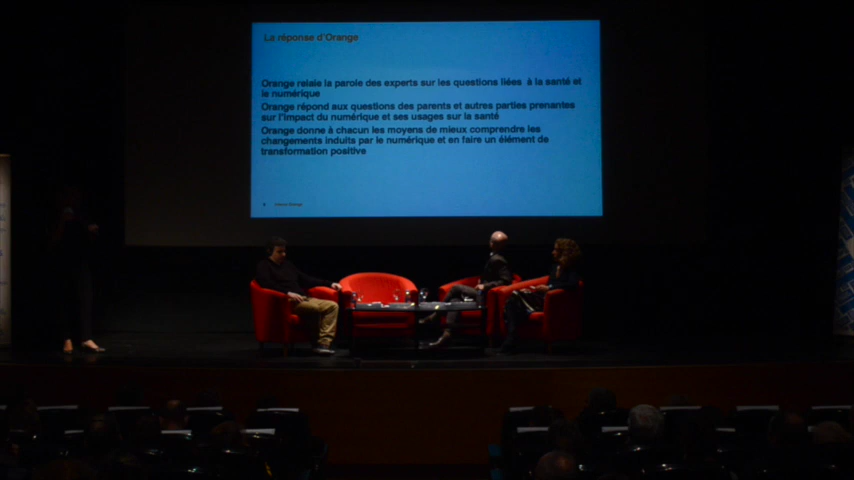 La réponse d'Orange
Orange relaie la parole des experts sur les questions liées à la santé et
le numérique
Orange répond aux questions des parents et autres parties prenantes
sur l'impact du numérique et ses usages sur la santé
Orange donne à chacun les moyens de mieux comprendre les
changements induits par le numérique et en faire un élément de
transformation positive